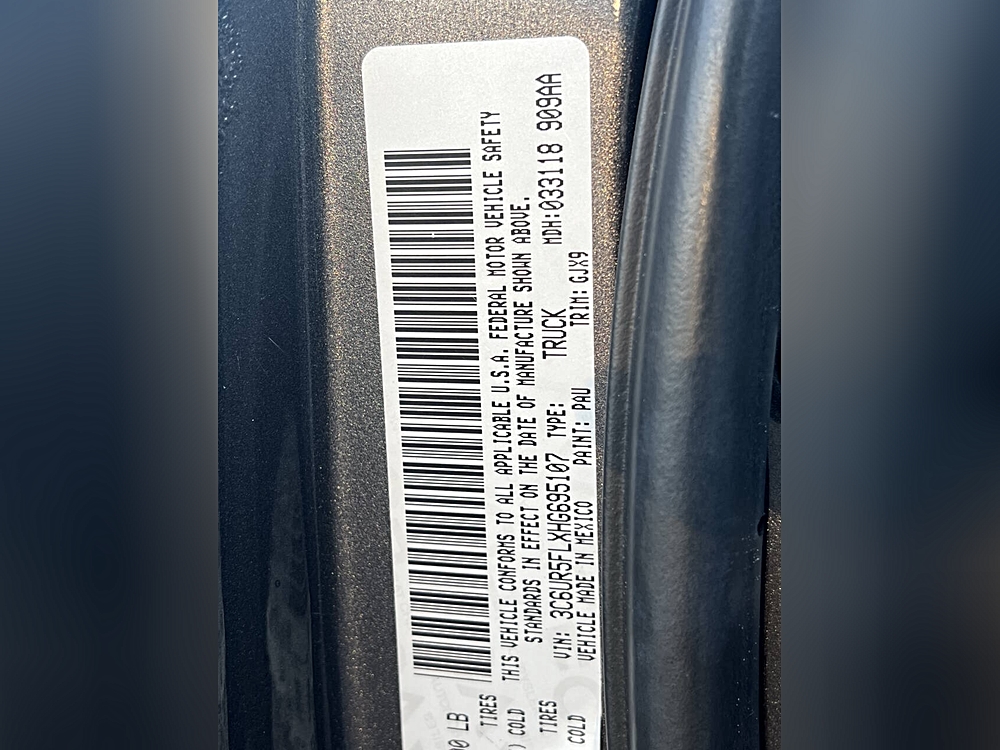 00 LB
TIRES THIS VEHICLE CONFORMS TO ALL APPLICABLE U.S.A. FEDERAL MOTOR VEHICLE SAFETY
) COLD STANDARDS IN EFFECT ON THE DATE OF MANUFACTURE SHOWN ABOVE.
TIRES VIN: 3C6UR5FLXHG695107 TYPE: TRUCK MDH:033118 909AA
COLD VEHICLE MADE IN MEXICO PAINT: PAU TRIM: GJX9